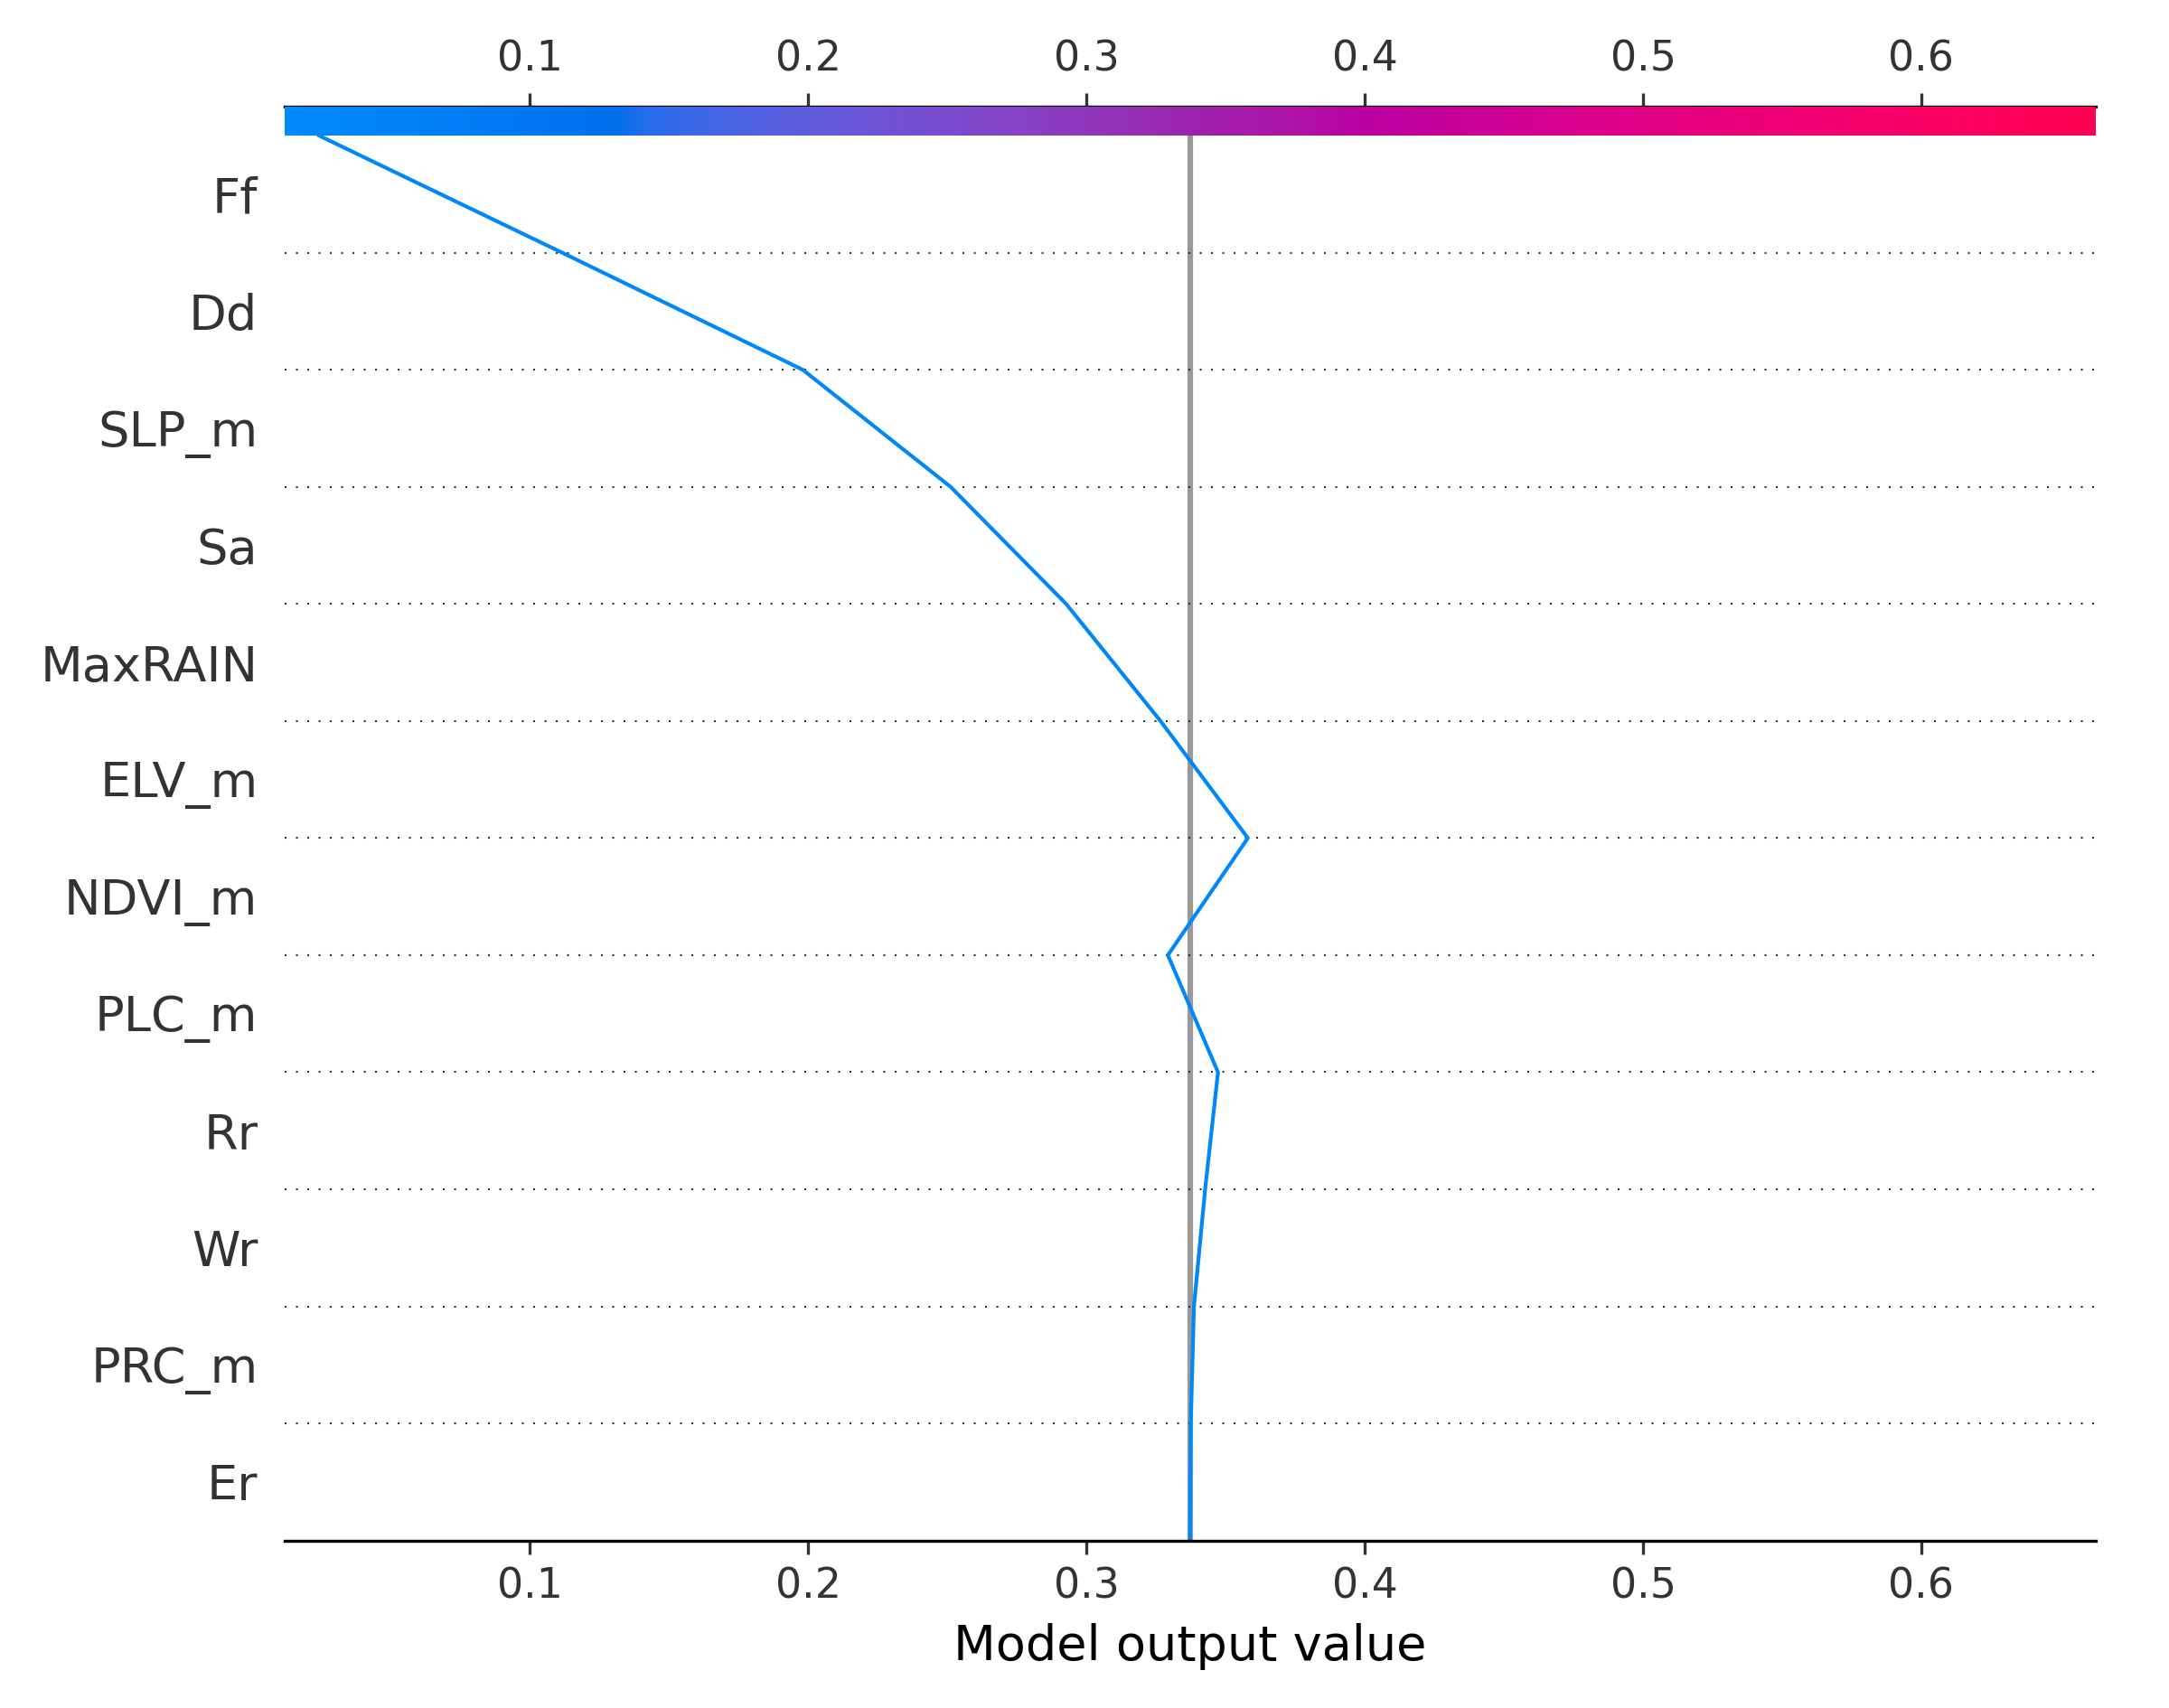 0.1 0.2 0.3 0.4 0.5 0.6
Ff
Dd
SLP_m
Sa
MaxRAIN
ELV_m
NDVI_m
PLC_m
Rr
Wr
PRC_m
Er
0.1 0.2 0.3 0.4 0.5 0.6
Model output value